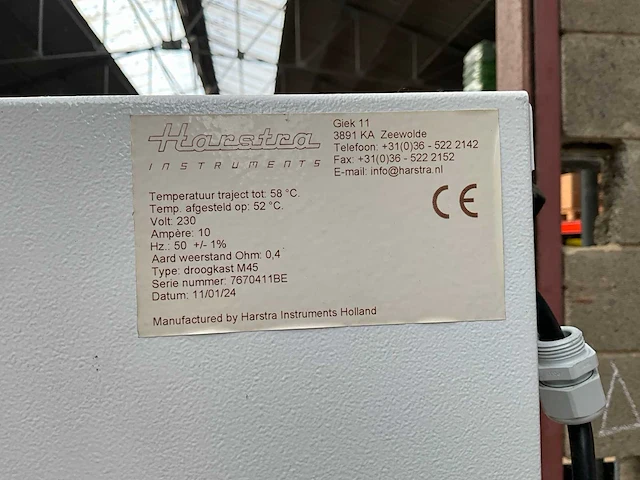 Harstra
INSTRUMENTS
Giek 11
3891 KA Zeewolde
Telefoon: +31(0)36 - 522 2142
Fax: +31(0)36 - 522 2152
E-mail: info@harstra.nl
CE
Temperatuur traject tot: 58 °C.
Temp. afgesteld op: 52 °C.
Volt: 230
Ampère: 10
Hz.: 50 +/- 1%
Aard weerstand Ohm: 0,4
Type: droogkast M45
Serie nummer: 7670411BE
Datum: 11/01/24
Manufactured by Harstra Instruments Holland